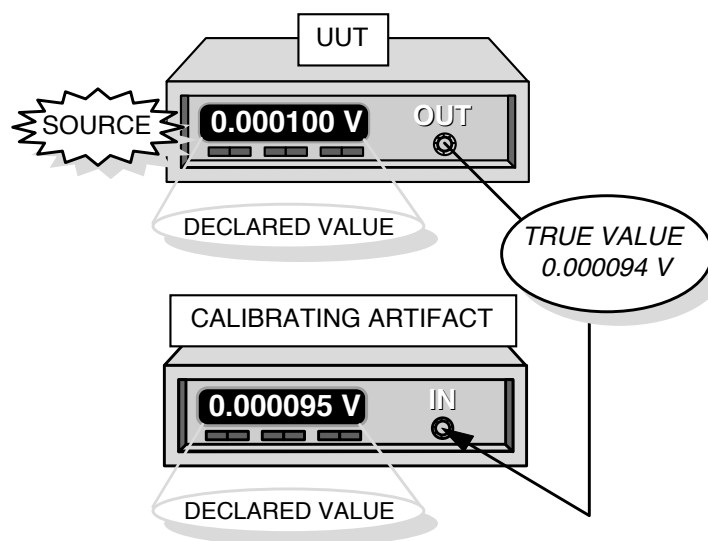 UUT
SOURCE
0.000100 V
OUT
DECLARED VALUE
TRUE VALUE
0.000094 V
CALIBRATING ARTIFACT
0.000095 V
IN
DECLARED VALUE